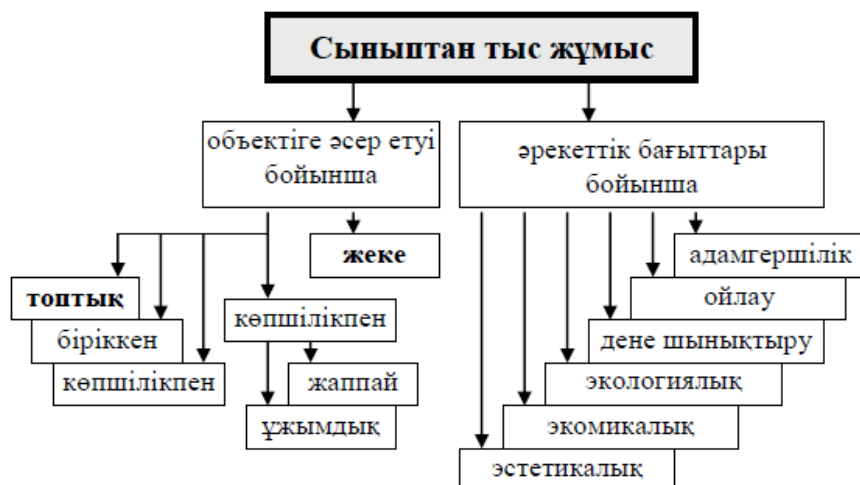 Сыныптан тыс жұмыс
объектіге әсер етуі
бойынша
әрекеттік бағыттары
бойынша
жеке
топтық
біріккен
көпшілікпен
көпшілікпен
жаппай
ұжымдық
адамгершілік
ойлау
дене шынықтыру
экологиялық
экомикалық
эстетикалық